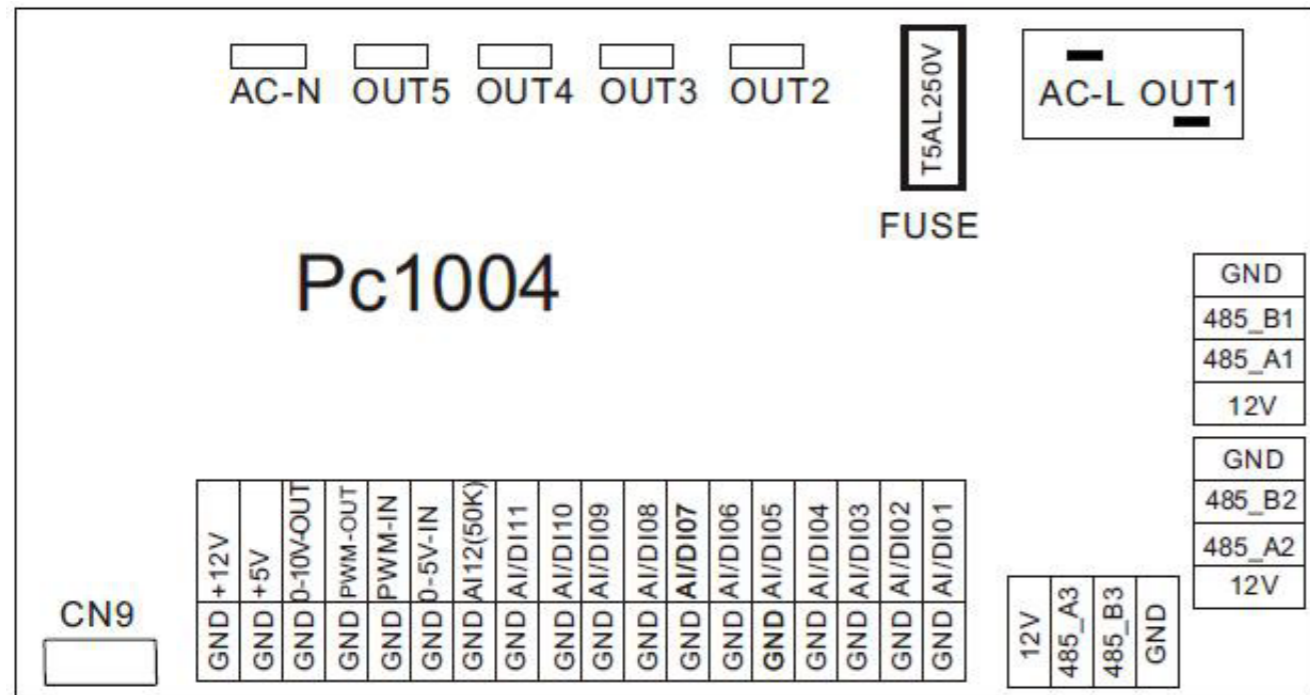 AC-N OUT5 OUT4 OUT3 OUT2
T5AL250V
FUSE
AC-L OUT1
Pc1004
GND
485_B1
485_A1
12V
GND
485_B2
485_A2
12V
CN9
GND +12V
GND +5V
GND 0-10V-OUT
GND PWM-OUT
GND PWM-IN
GND 0-5V-IN
GND AI12(50K)
GND AI/DI11
GND AI/DI10
GND AI/DI09
GND AI/DI08
GND AI/DI07
GND AI/DI06
GND AI/DI05
GND AI/DI04
GND AI/DI03
GND AI/DI02
GND AI/DI01
12V
485_A3
485_B3
GND